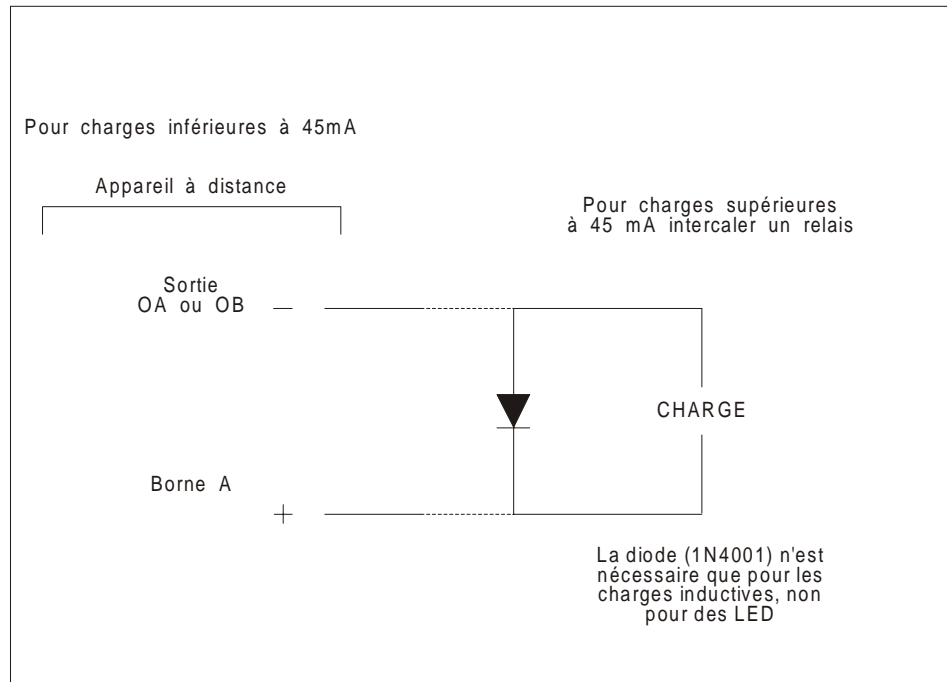 Pour charges inférieures à 45mA
Appareil à distance
Pour charges supérieures
à 45 mA intercaler un relais
Sortie
OA ou OB
—
CHARGE
Borne A
+
La diode (1N4001) n'est
nécessaire que pour les
charges inductives, non
pour des LED